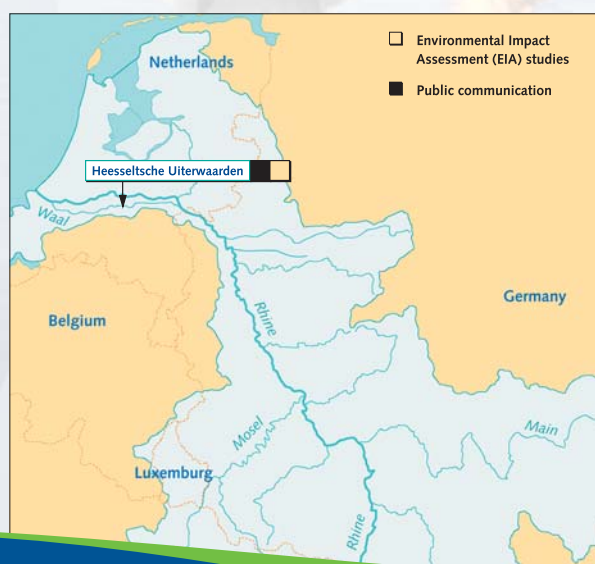 Netherlands
Environmental Impact
Assessment (EIA) studies
Public communication
Heesseltsche Uiterwaarden
Waal
Belgium
Rhine
Germany
Mosel
Main
Luxemburg
Rhine